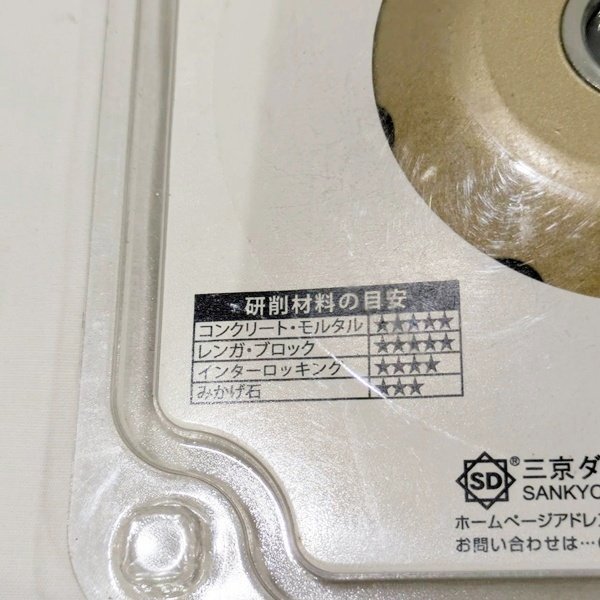 研削材料の目安
コンクリート・モルタル ★★★★★
レンガ・ブロック ★★★★★
インターロッキング ★★★★
みかげ石 ★★★
SD® 三京ダ
SANKYO
ホームページアドレ
お問い合わせは…